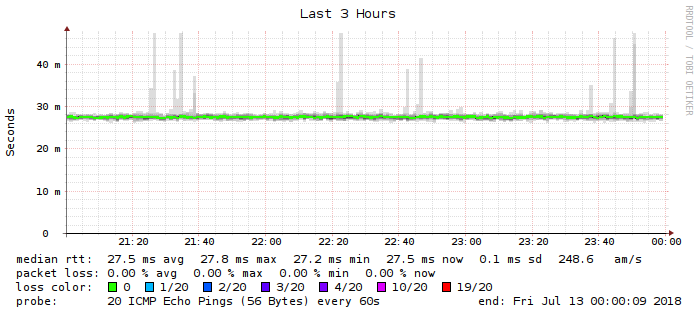 Last 3 Hours
RRDTOOL / TOBI OETIKER
Seconds
40 m
30 m
20 m
10 m
0
21:20 21:40 22:00 22:20 22:40 23:00 23:20 23:40 00:00
median rtt: 27.5 ms avg 27.8 ms max 27.2 ms min 27.5 ms now 0.1 ms sd 248.6 am/s
packet loss: 0.00 % avg 0.00 % max 0.00 % min 0.00 % now
loss color: 0 1/20 2/20 3/20 4/20 10/20 19/20
probe: 20 ICMP Echo Pings (56 Bytes) every 60s end: Fri Jul 13 00:00:09 2018